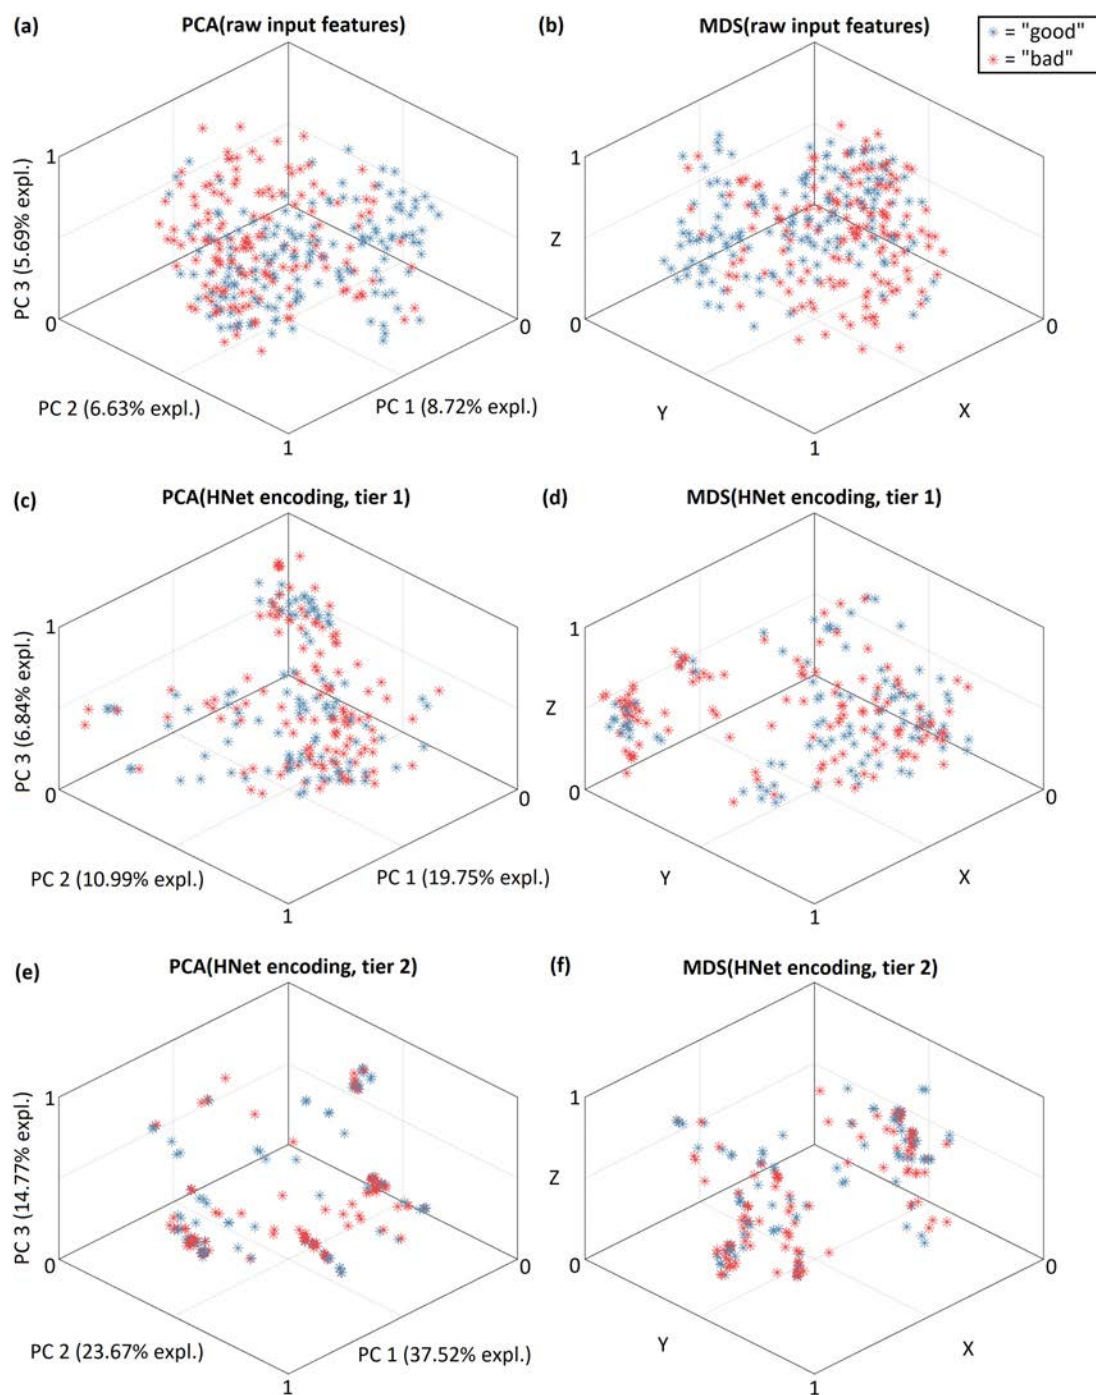 (a) PCA(raw input features)
(b) MDS(raw input features)
* = "good"
* = "bad"
1
PC 3 (5.69% expl.)
0
0
PC 2 (6.63% expl.)
PC 1 (8.72% expl.)
1
1
Z
0
0
Y
X
1
(c) PCA(HNet encoding, tier 1)
(d) MDS(HNet encoding, tier 1)
1
PC 3 (6.84% expl.)
0
0
PC 2 (10.99% expl.)
PC 1 (19.75% expl.)
1
1
Z
0
0
Y
X
1
(e) PCA(HNet encoding, tier 2)
(f) MDS(HNet encoding, tier 2)
1
PC 3 (14.77% expl.)
0
0
PC 2 (23.67% expl.)
PC 1 (37.52% expl.)
1
1
Z
0
0
Y
X
1